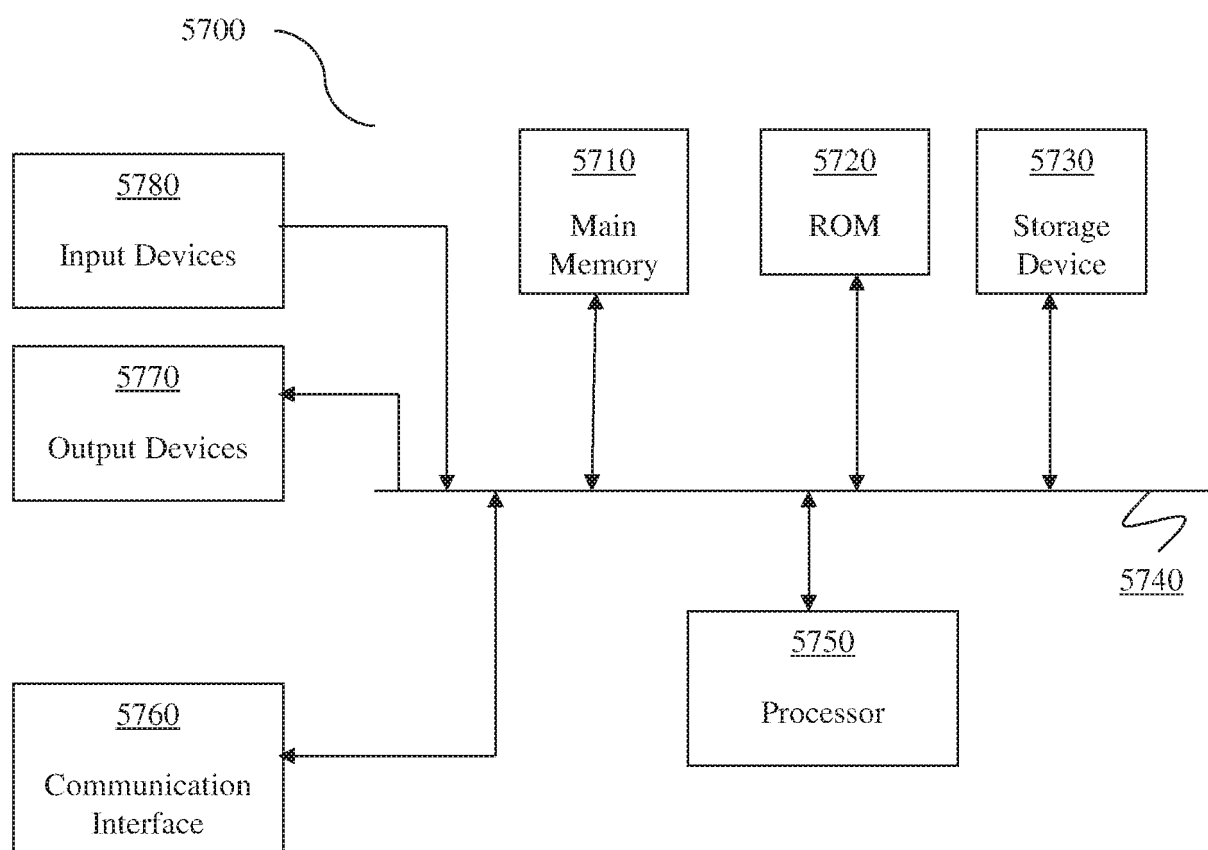 5700
5780
Input Devices
5710
Main
Memory
5720
ROM
5730
Storage
Device
5770
Output Devices
5740
5750
Processor
5760
Communication
Interface